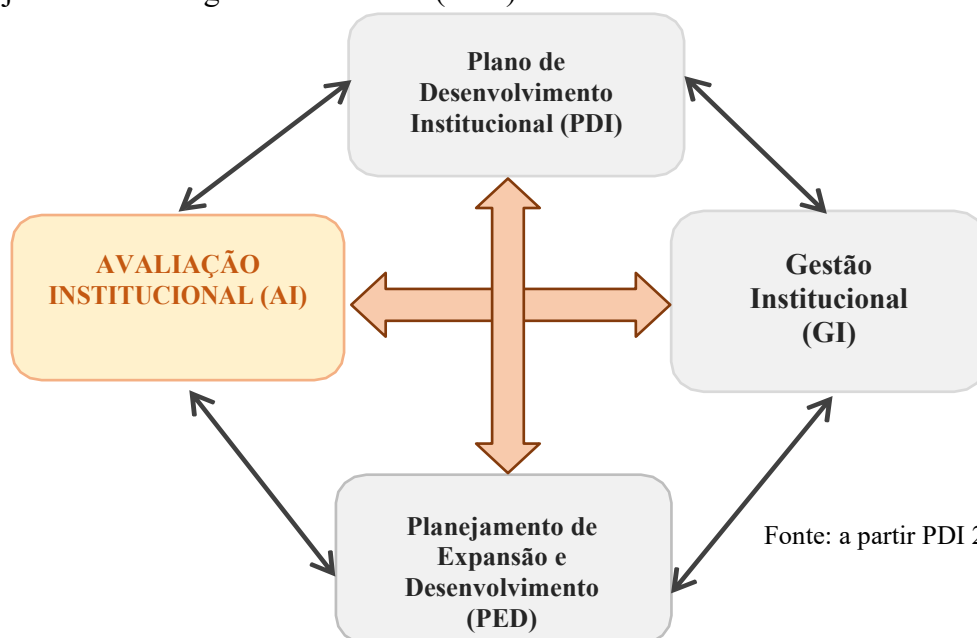 Plano de
Desenvolvimento
Institucional (PDI)
AVALIAÇÃO
INSTITUCIONAL (AI)
Gestão
Institucional
(GI)
Planejamento de
Expansão e
Desenvolvimento
(PED)
Fonte: a partir PDI 2